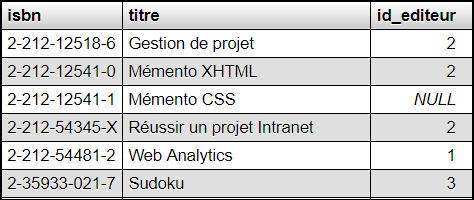 isbn titre id_editeur
2-212-12518-6 Gestion de projet 2
2-212-12541-0 Mémento XHTML 2
2-212-12541-1 Mémento CSS NULL
2-212-54345-X Réussir un projet Intranet 2
2-212-54481-2 Web Analytics 1
2-35933-021-7 Sudoku 3